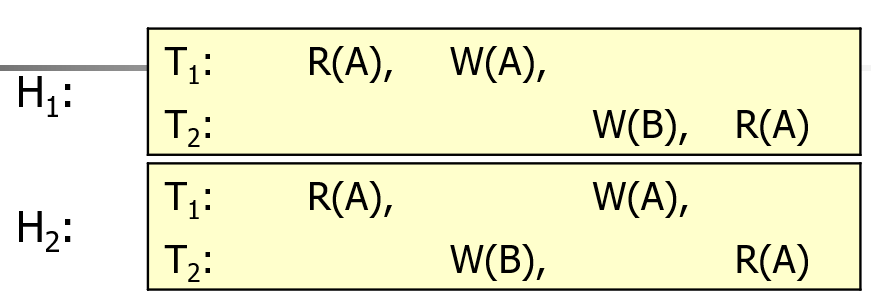 H₁:
T₁: R(A), W(A),
T₂: W(B), R(A)
H₂:
T₁: R(A), W(A),
T₂: W(B), R(A)